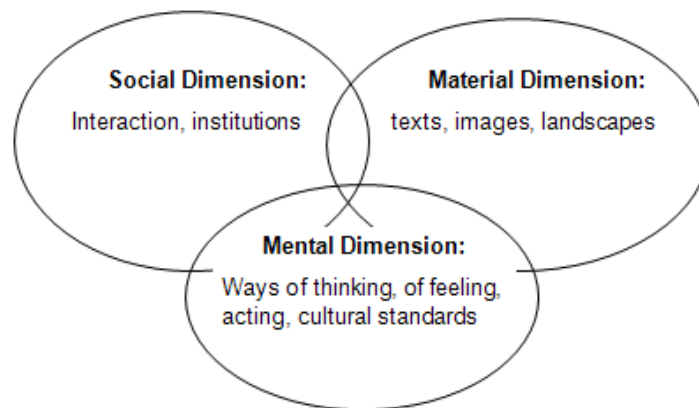 Social Dimension:
Interaction, institutions
Material Dimension:
texts, images, landscapes
Mental Dimension:
Ways of thinking, of feeling,
acting, cultural standards